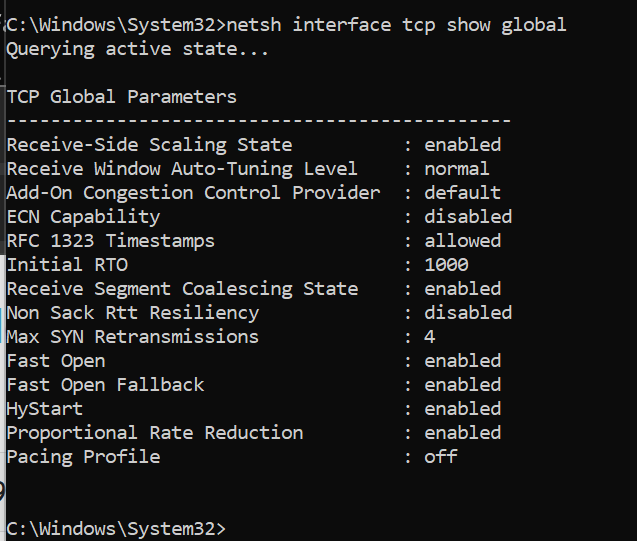 C:\Windows\System32>netsh interface tcp show global
Querying active state...
TCP Global Parameters
----------------------------------------------
Receive-Side Scaling State          : enabled
Receive Window Auto-Tuning Level    : normal
Add-On Congestion Control Provider  : default
ECN Capability                      : disabled
RFC 1323 Timestamps                 : allowed
Initial RTO                         : 1000
Receive Segment Coalescing State    : enabled
Non Sack Rtt Resiliency             : disabled
Max SYN Retransmissions             : 4
Fast Open                           : enabled
Fast Open Fallback                  : enabled
HyStart                             : enabled
Proportional Rate Reduction         : enabled
Pacing Profile                      : off
C:\Windows\System32>